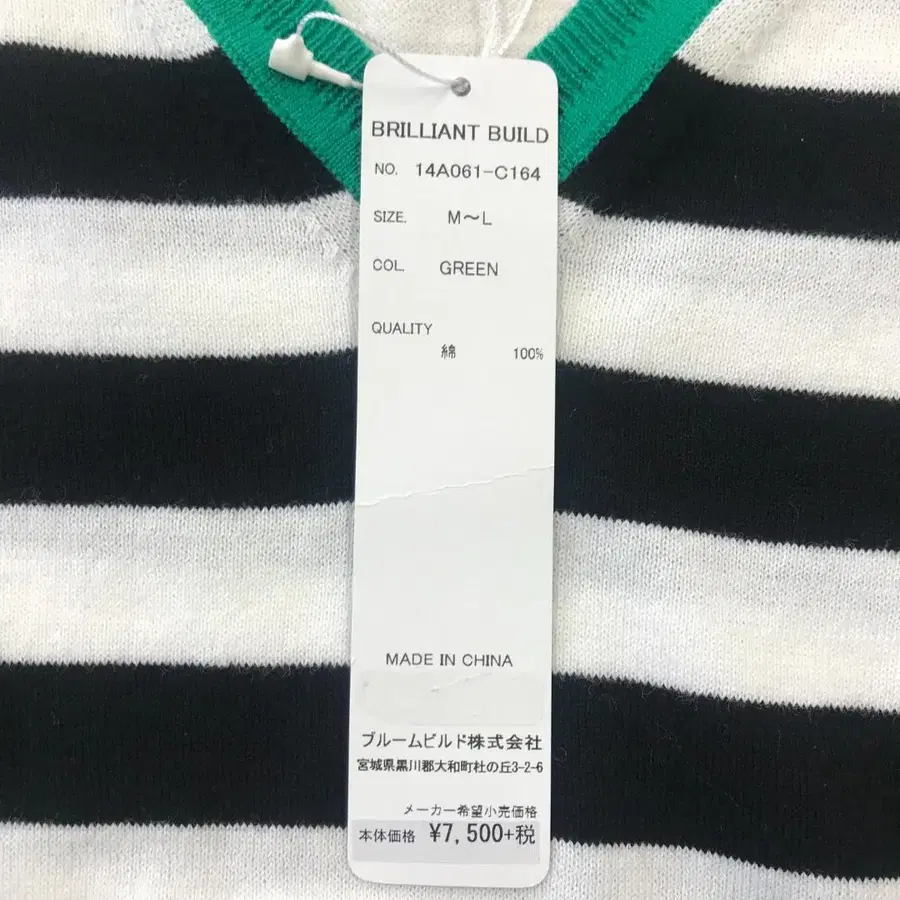 BRILLIANT BUILD
NO. 14A061-C164
SIZE. M～L
COL. GREEN
QUALITY
綿 100%
MADE IN CHINA
ブルームビルド株式会社
宮城県黒川郡大和町杜の丘3-2-6
メーカー希望小売価格
本体価格 ¥7,500+税